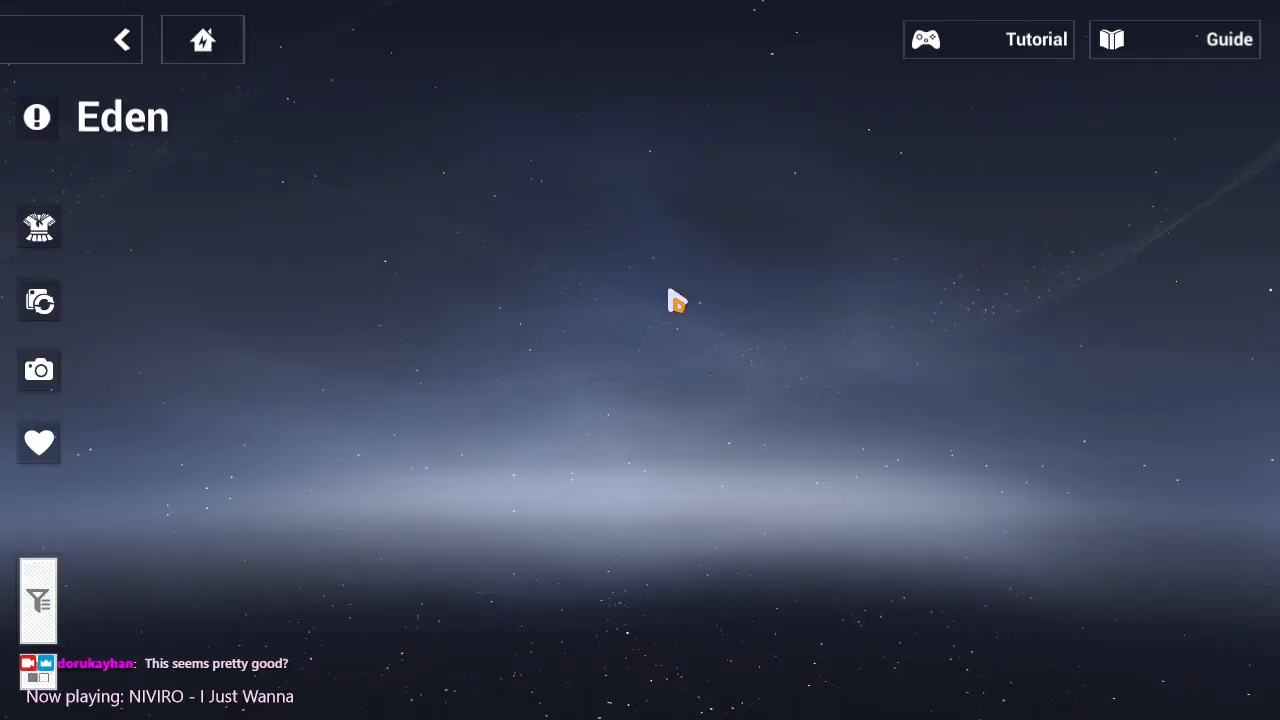 Tutorial
Guide
Eden
dorukayhan: This seems pretty good?
Now playing: NIVIRO - I Just Wanna